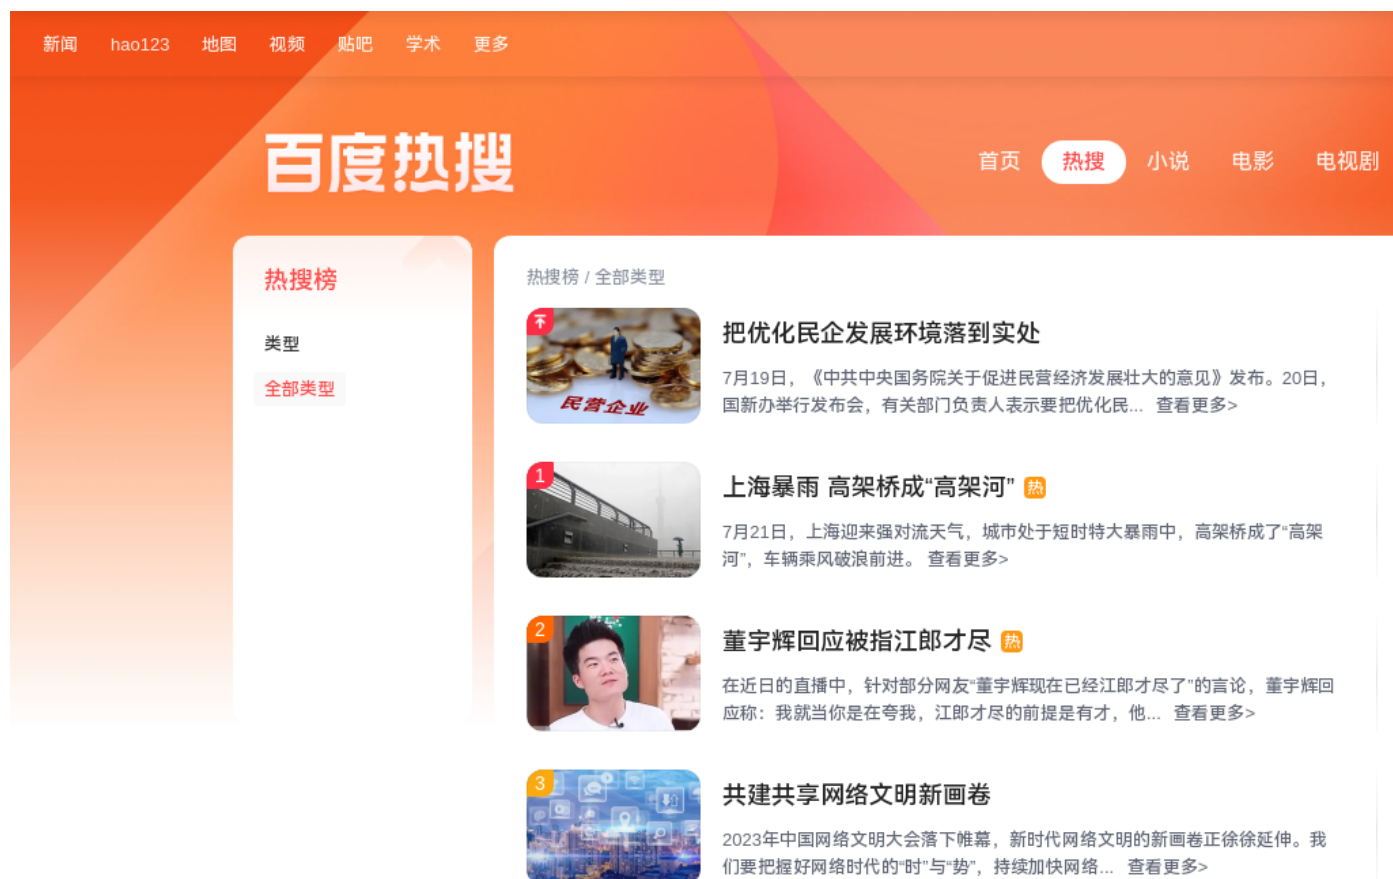 新闻 hao123 地图 视频 贴吧 学术 更多
百度热搜
首页 热搜 小说 电影 电视剧
热搜榜
类型
全部类型
热搜榜 / 全部类型
民营企业
把优化民企发展环境落到实处
7月19日，《中共中央国务院关于促进民营经济发展壮大的意见》发布。20日，
国新办举行发布会，有关部门负责人表示要把优化民... 查看更多>
1
上海暴雨 高架桥成“高架河” 热
7月21日，上海迎来强对流天气，城市处于短时特大暴雨中，高架桥成了“高架
河”，车辆乘风破浪前进。 查看更多>
2
董宇辉回应被指江郎才尽 热
在近日的直播中，针对部分网友“董宇辉现在已经江郎才尽了”的言论，董宇辉回
应称：我就当你是在夸我，江郎才尽的前提是有才，他... 查看更多>
3
共建共享网络文明新画卷
2023年中国网络文明大会落下帷幕，新时代网络文明的新画卷正徐徐延伸。我
们要把握好网络时代的“时”与“势”，持续加快网络... 查看更多>